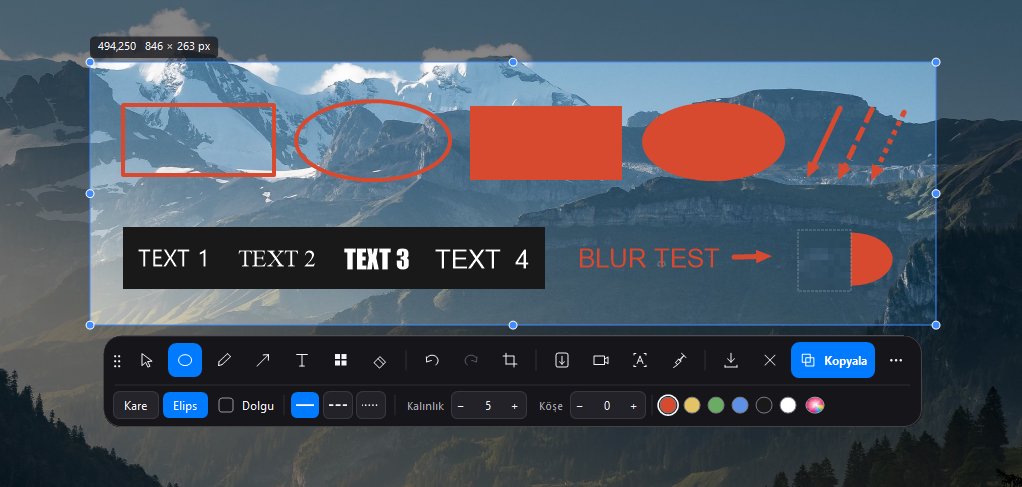 494,250 846 × 263 px
TEXT 1 TEXT 2 TEXT 3 TEXT 4 BLUR TEST
T A Kopyala
Kare Elips Dolgu Kalınlık − 5 + Köşe − 0 +